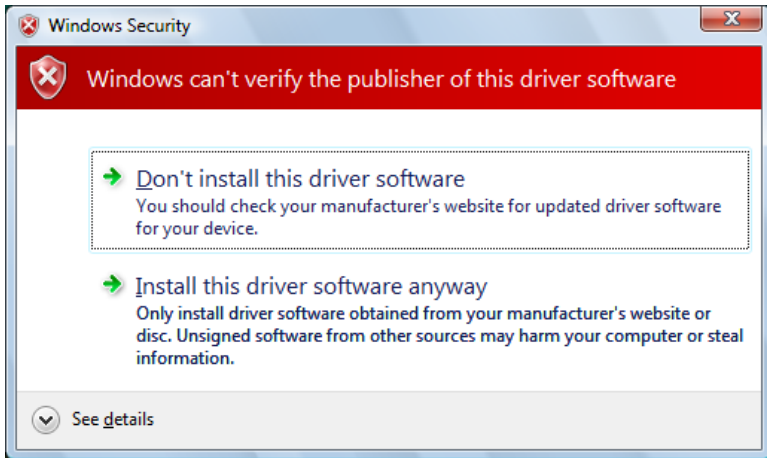 Windows Security
Windows can't verify the publisher of this driver software
Don't install this driver software
You should check your manufacturer's website for updated driver software
for your device.
Install this driver software anyway
Only install driver software obtained from your manufacturer's website or
disc. Unsigned software from other sources may harm your computer or steal
information.
See details